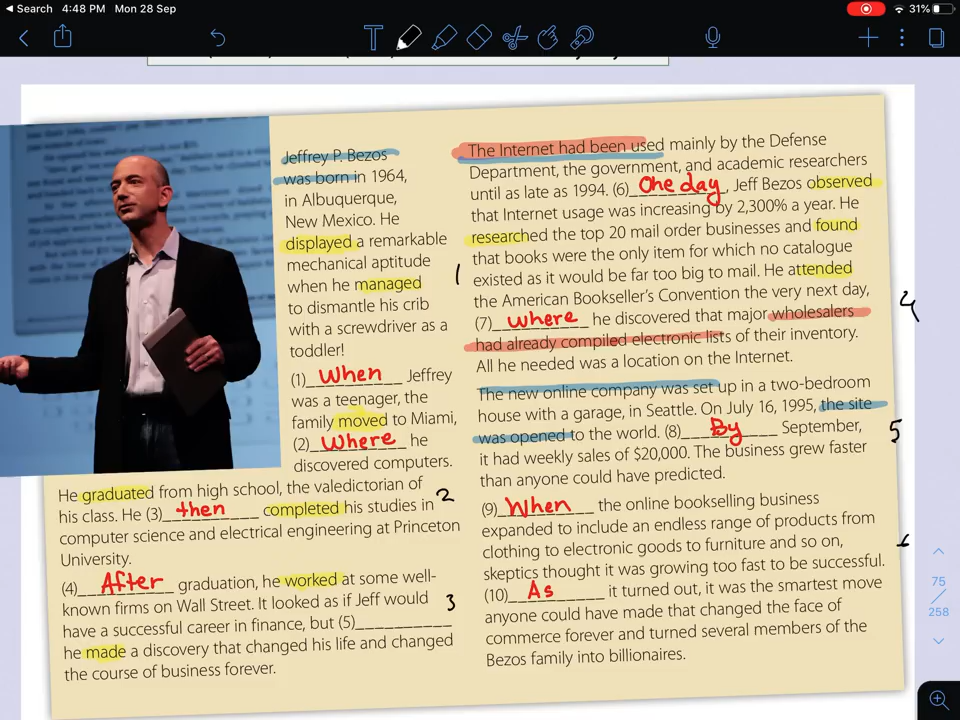 Search 4:48 PM Mon 28 Sep 31%
Jeffrey P. Bezos
was born in 1964,
in Albuquerque,
New Mexico. He
displayed a remarkable
mechanical aptitude
when he managed
to dismantle his crib
with a screwdriver as a
toddler!
1
(1) When Jeffrey
was a teenager, the
family moved to Miami,
(2) Where he
discovered computers.
He graduated from high school, the valedictorian of
his class. He (3) then completed his studies in
2
computer science and electrical engineering at Princeton
University.
(4) After graduation, he worked at some well-
known firms on Wall Street. It looked as if Jeff would
have a successful career in finance, but (5)
3
he made a discovery that changed his life and changed
the course of business forever.
The Internet had been used mainly by the Defense
Department, the government, and academic researchers
until as late as 1994. (6) One day, Jeff Bezos observed
that Internet usage was increasing by 2,300% a year. He
researched the top 20 mail order businesses and found
that books were the only item for which no catalogue
existed as it would be far too big to mail. He attended
the American Bookseller's Convention the very next day,
(7) where he discovered that major wholesalers
4
had already compiled electronic lists of their inventory.
All he needed was a location on the Internet.
The new online company was set up in a two-bedroom
house with a garage, in Seattle. On July 16, 1995, the site
was opened to the world. (8) By September,
5
it had weekly sales of $20,000. The business grew faster
than anyone could have predicted.
(9) When the online bookselling business
expanded to include an endless range of products from
clothing to electronic goods to furniture and so on,
skeptics thought it was growing too fast to be successful.
(10) As it turned out, it was the smartest move
anyone could have made that changed the face of
commerce forever and turned several members of the
Bezos family into billionaires.
75
258